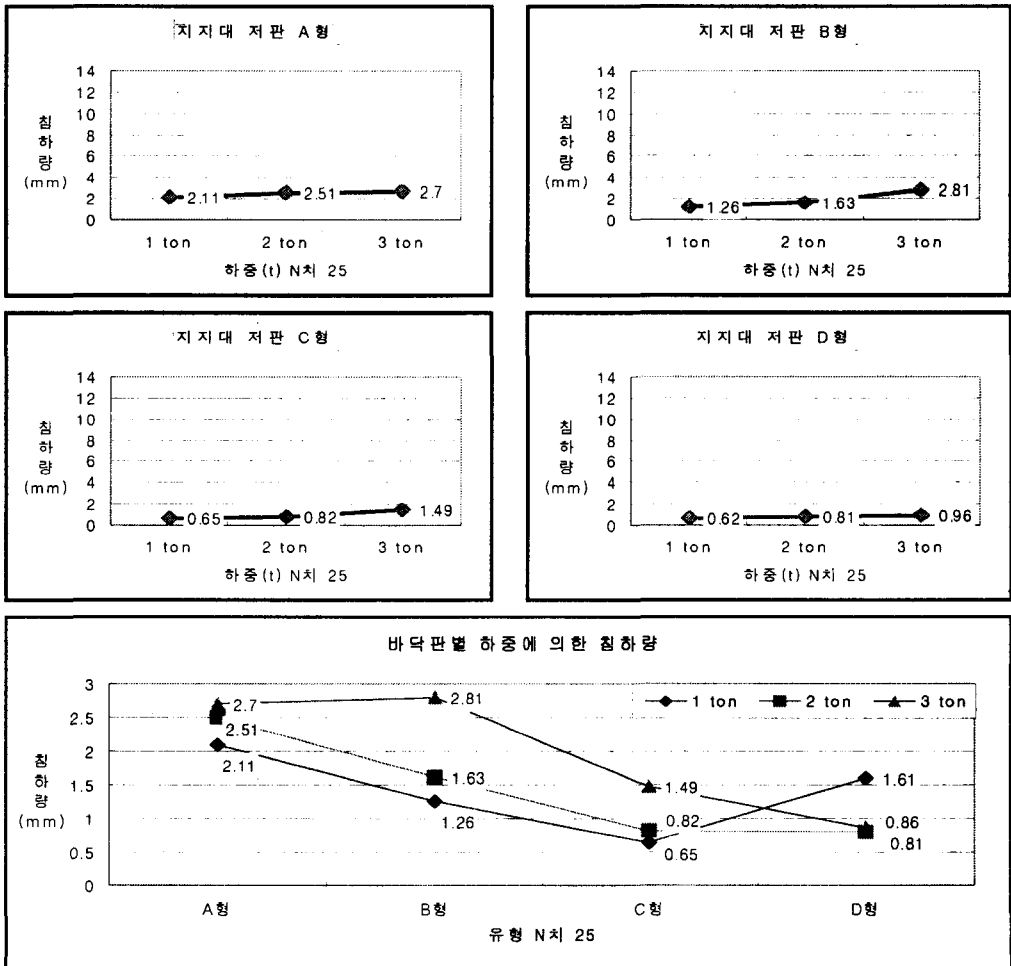 지지대 저판 A형
14
12
10
8
6
4
2
0
침하량
(mm)
2.11
2.51
2.7
1 ton
2 ton
3 ton
하중(t) N치 25
지지대 저판 B형
14
12
10
8
6
4
2
0
침하량
(mm)
1.26
1.63
2.81
1 ton
2 ton
3 ton
하중(t) N치 25
지지대 저판 C형
14
12
10
8
6
4
2
0
침하량
(mm)
0.65
0.82
1.49
1 ton
2 ton
3 ton
하중(t) N치 25
지지대 저판 D형
14
12
10
8
6
4
2
0
침하량
(mm)
0.62
0.81
0.96
1 ton
2 ton
3 ton
하중(t) N치 25
바닥판별 하중에 의한 침하량
3
2.5
2
1.5
1
0.5
0
침하량
(mm)
1 ton
2 ton
3 ton
2.7
2.51
2.11
2.81
1.63
1.26
1.49
0.82
0.65
1.61
0.86
0.81
A형
B형
C형
D형
유형 N치 25